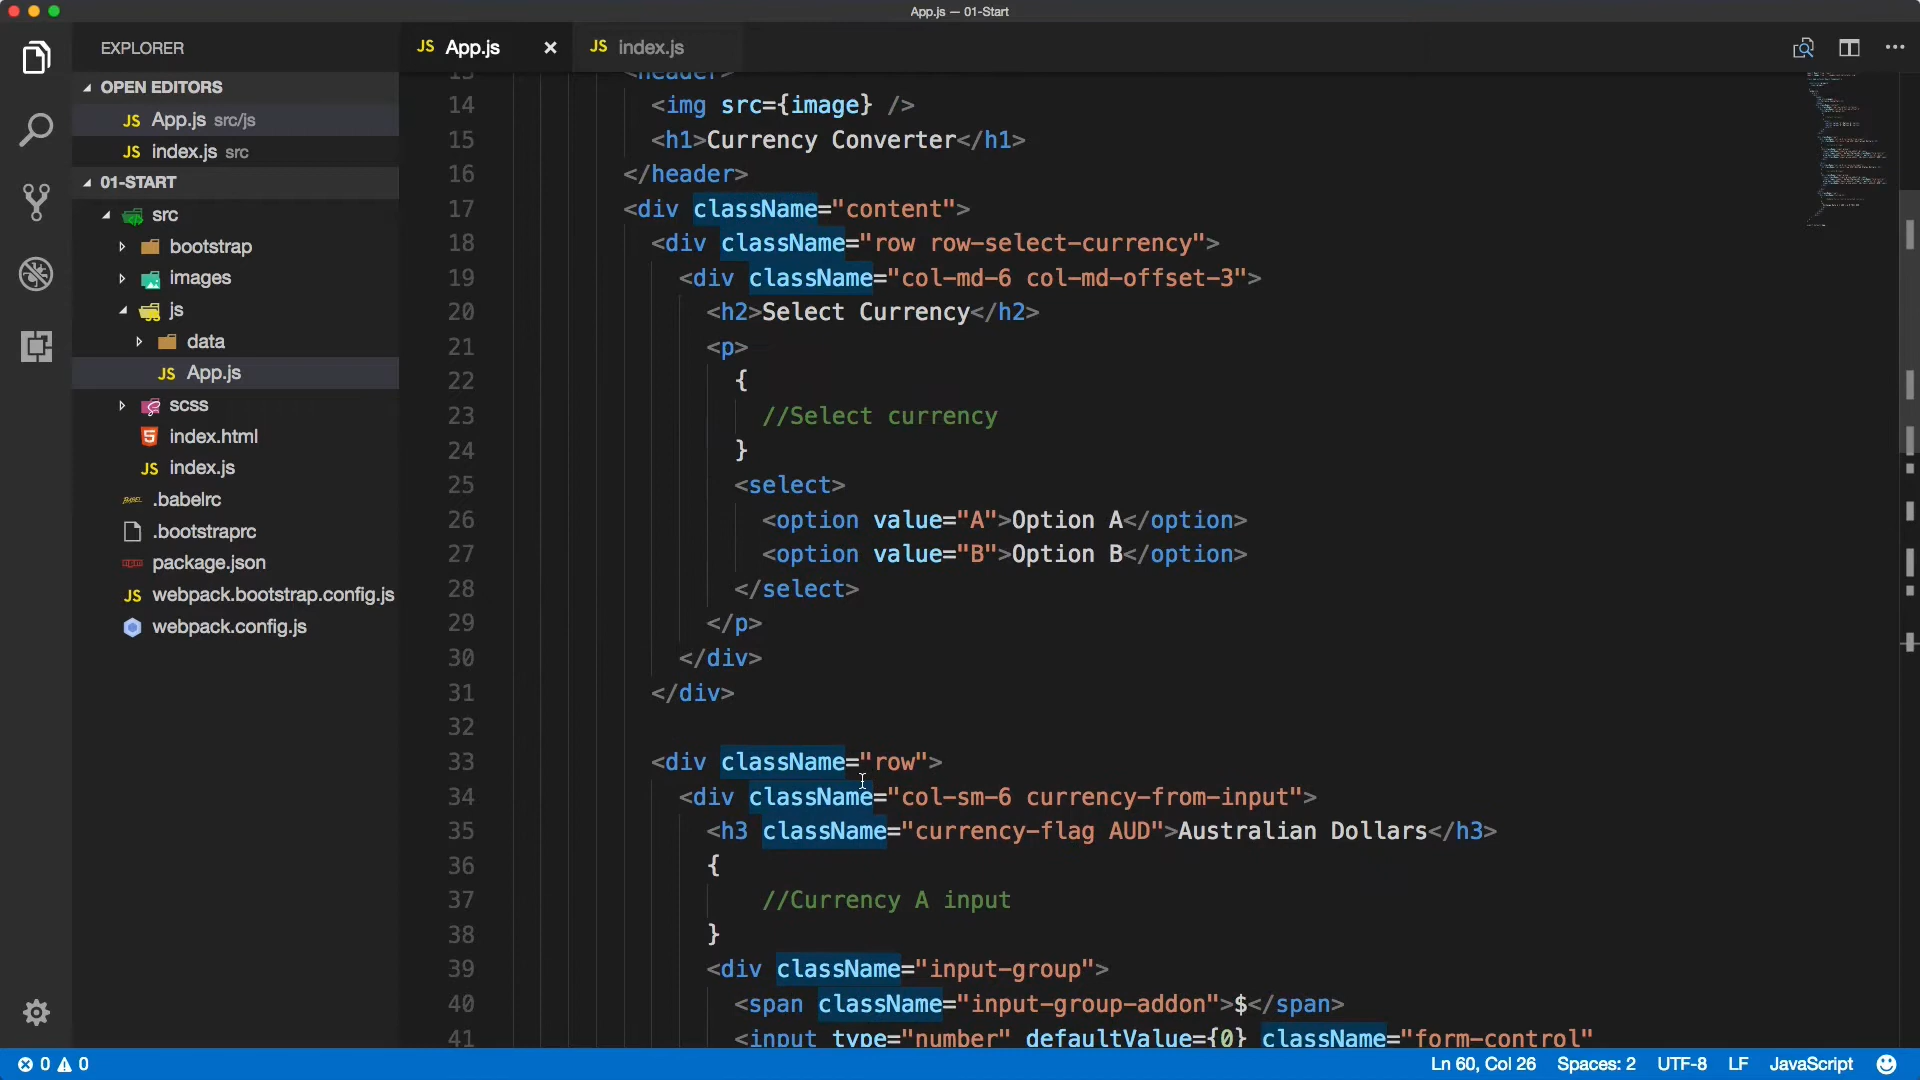 App.js — 01-Start
EXPLORER
OPEN EDITORS
JS App.js src/js
JS index.js src
01-START
src
bootstrap
images
js
data
JS App.js
scss
index.html
JS index.js
.babelrc
.bootstraprc
package.json
JS webpack.bootstrap.config.js
webpack.config.js
JS App.js ×
JS index.js
13 <header>
14 <img src={image} />
15 <h1>Currency Converter</h1>
16 </header>
17 <div className="content">
18 <div className="row row-select-currency">
19 <div className="col-md-6 col-md-offset-3">
20 <h2>Select Currency</h2>
21 <p>
22 {
23 //Select currency
24 }
25 <select>
26 <option value="A">Option A</option>
27 <option value="B">Option B</option>
28 </select>
29 </p>
30 </div>
31 </div>
32
33 <div className="row">
34 <div className="col-sm-6 currency-from-input">
35 <h3 className="currency-flag AUD">Australian Dollars</h3>
36 {
37 //Currency A input
38 }
39 <div className="input-group">
40 <span className="input-group-addon">$</span>
41 <input type="number" defaultValue={0} className="form-control"
0 0
Ln 60, Col 26 Spaces: 2 UTF-8 LF JavaScript